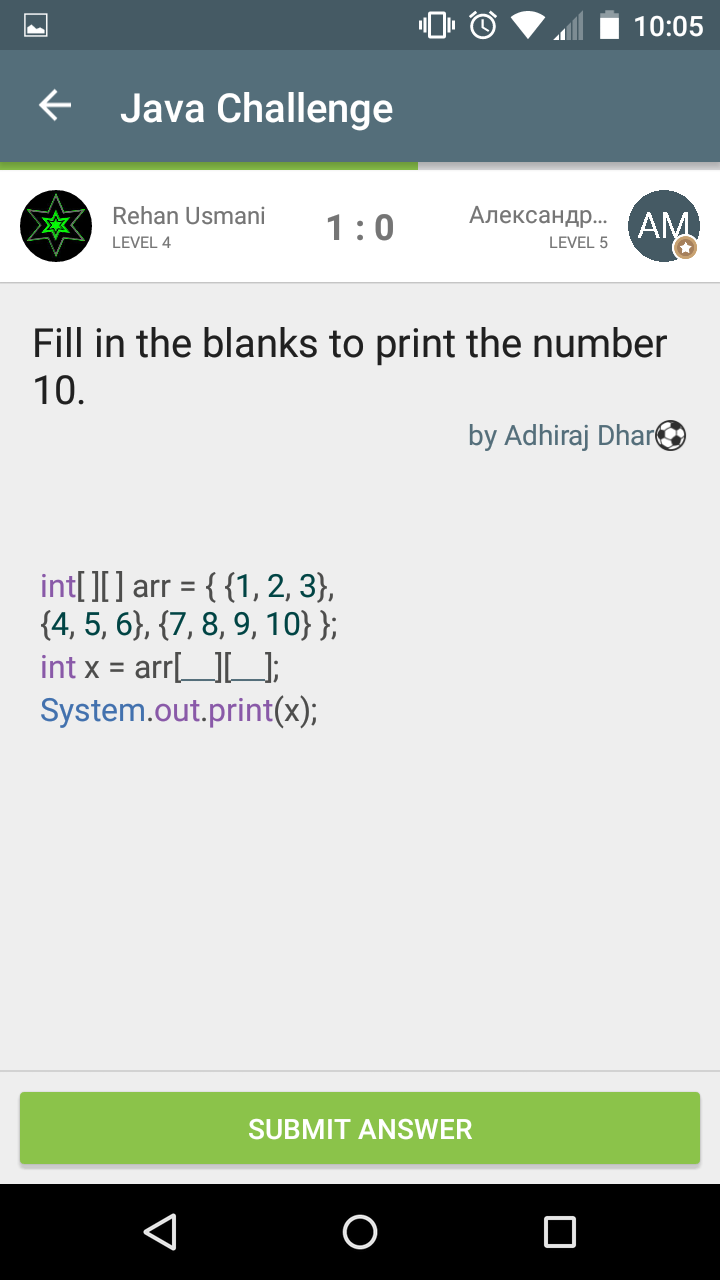 10:05
Java Challenge
Rehan Usmani
LEVEL 4
1 : 0
Александр...
LEVEL 5
AM
Fill in the blanks to print the number
10.
by Adhiraj Dhar⚽
int[ ][ ] arr = { {1, 2, 3},
{4, 5, 6}, {7, 8, 9, 10} };
int x = arr[__][__];
System.out.print(x);
SUBMIT ANSWER